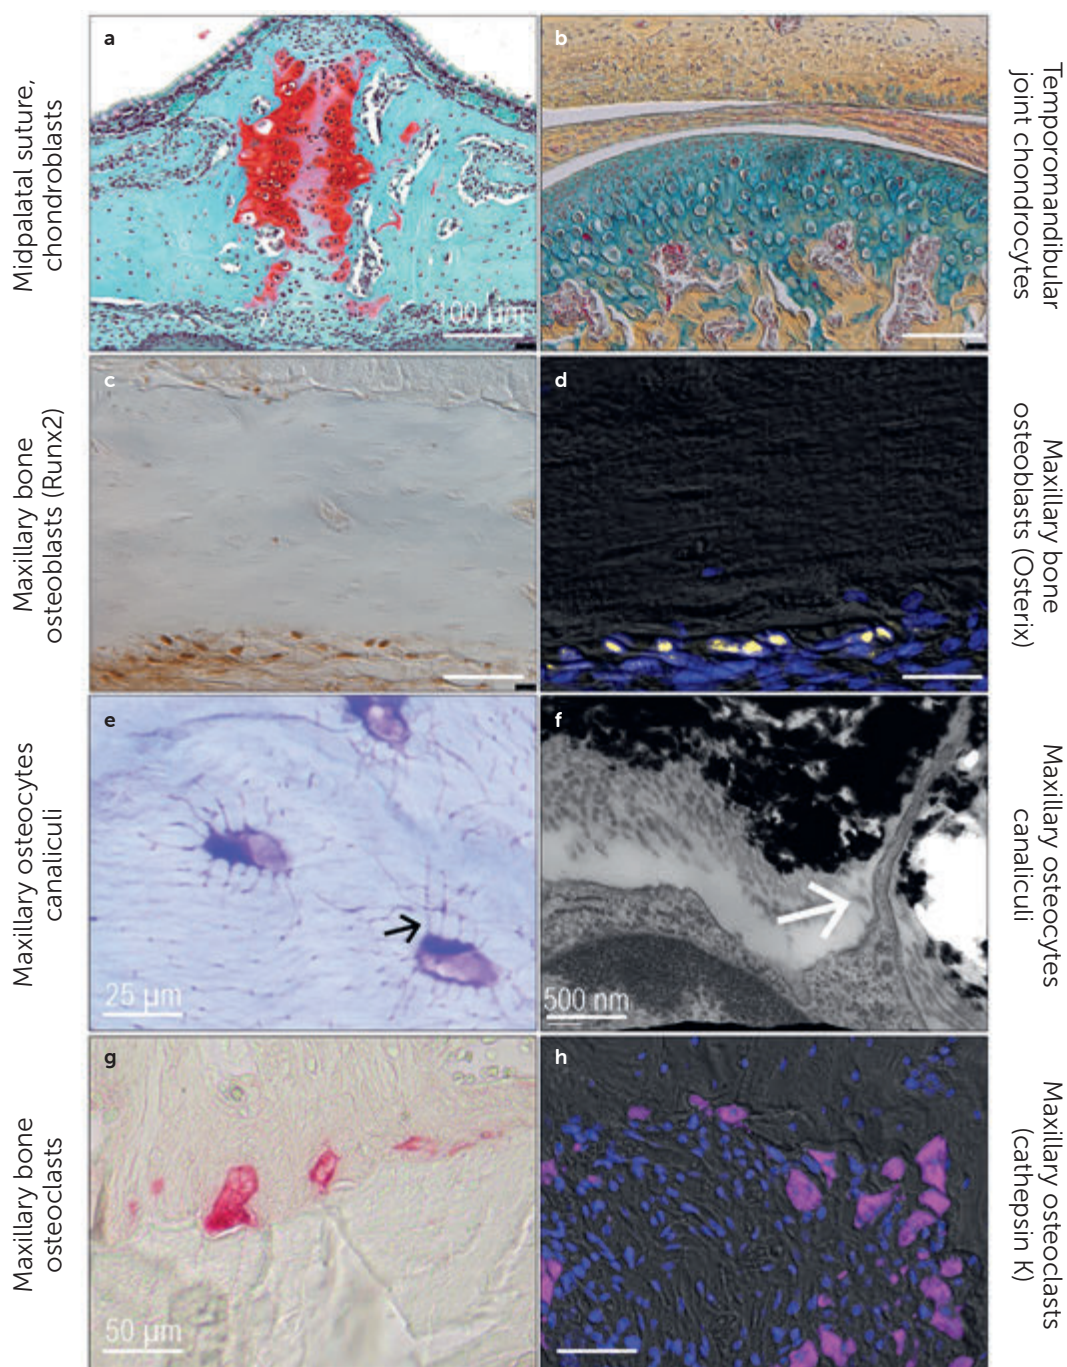 a
b
Midpalatal suture,
chondroblasts
Temporomandibular
joint chondrocytes
100 µm
c
d
Maxillary bone
osteoblasts (Runx2)
Maxillary bone
osteoblasts (Osterix)
e
f
Maxillary osteocytes
canaliculi
Maxillary osteocytes
canaliculi
25 µm
500 nm
g
h
Maxillary bone
osteoclasts
Maxillary osteoclasts
(cathepsin K)
50 µm